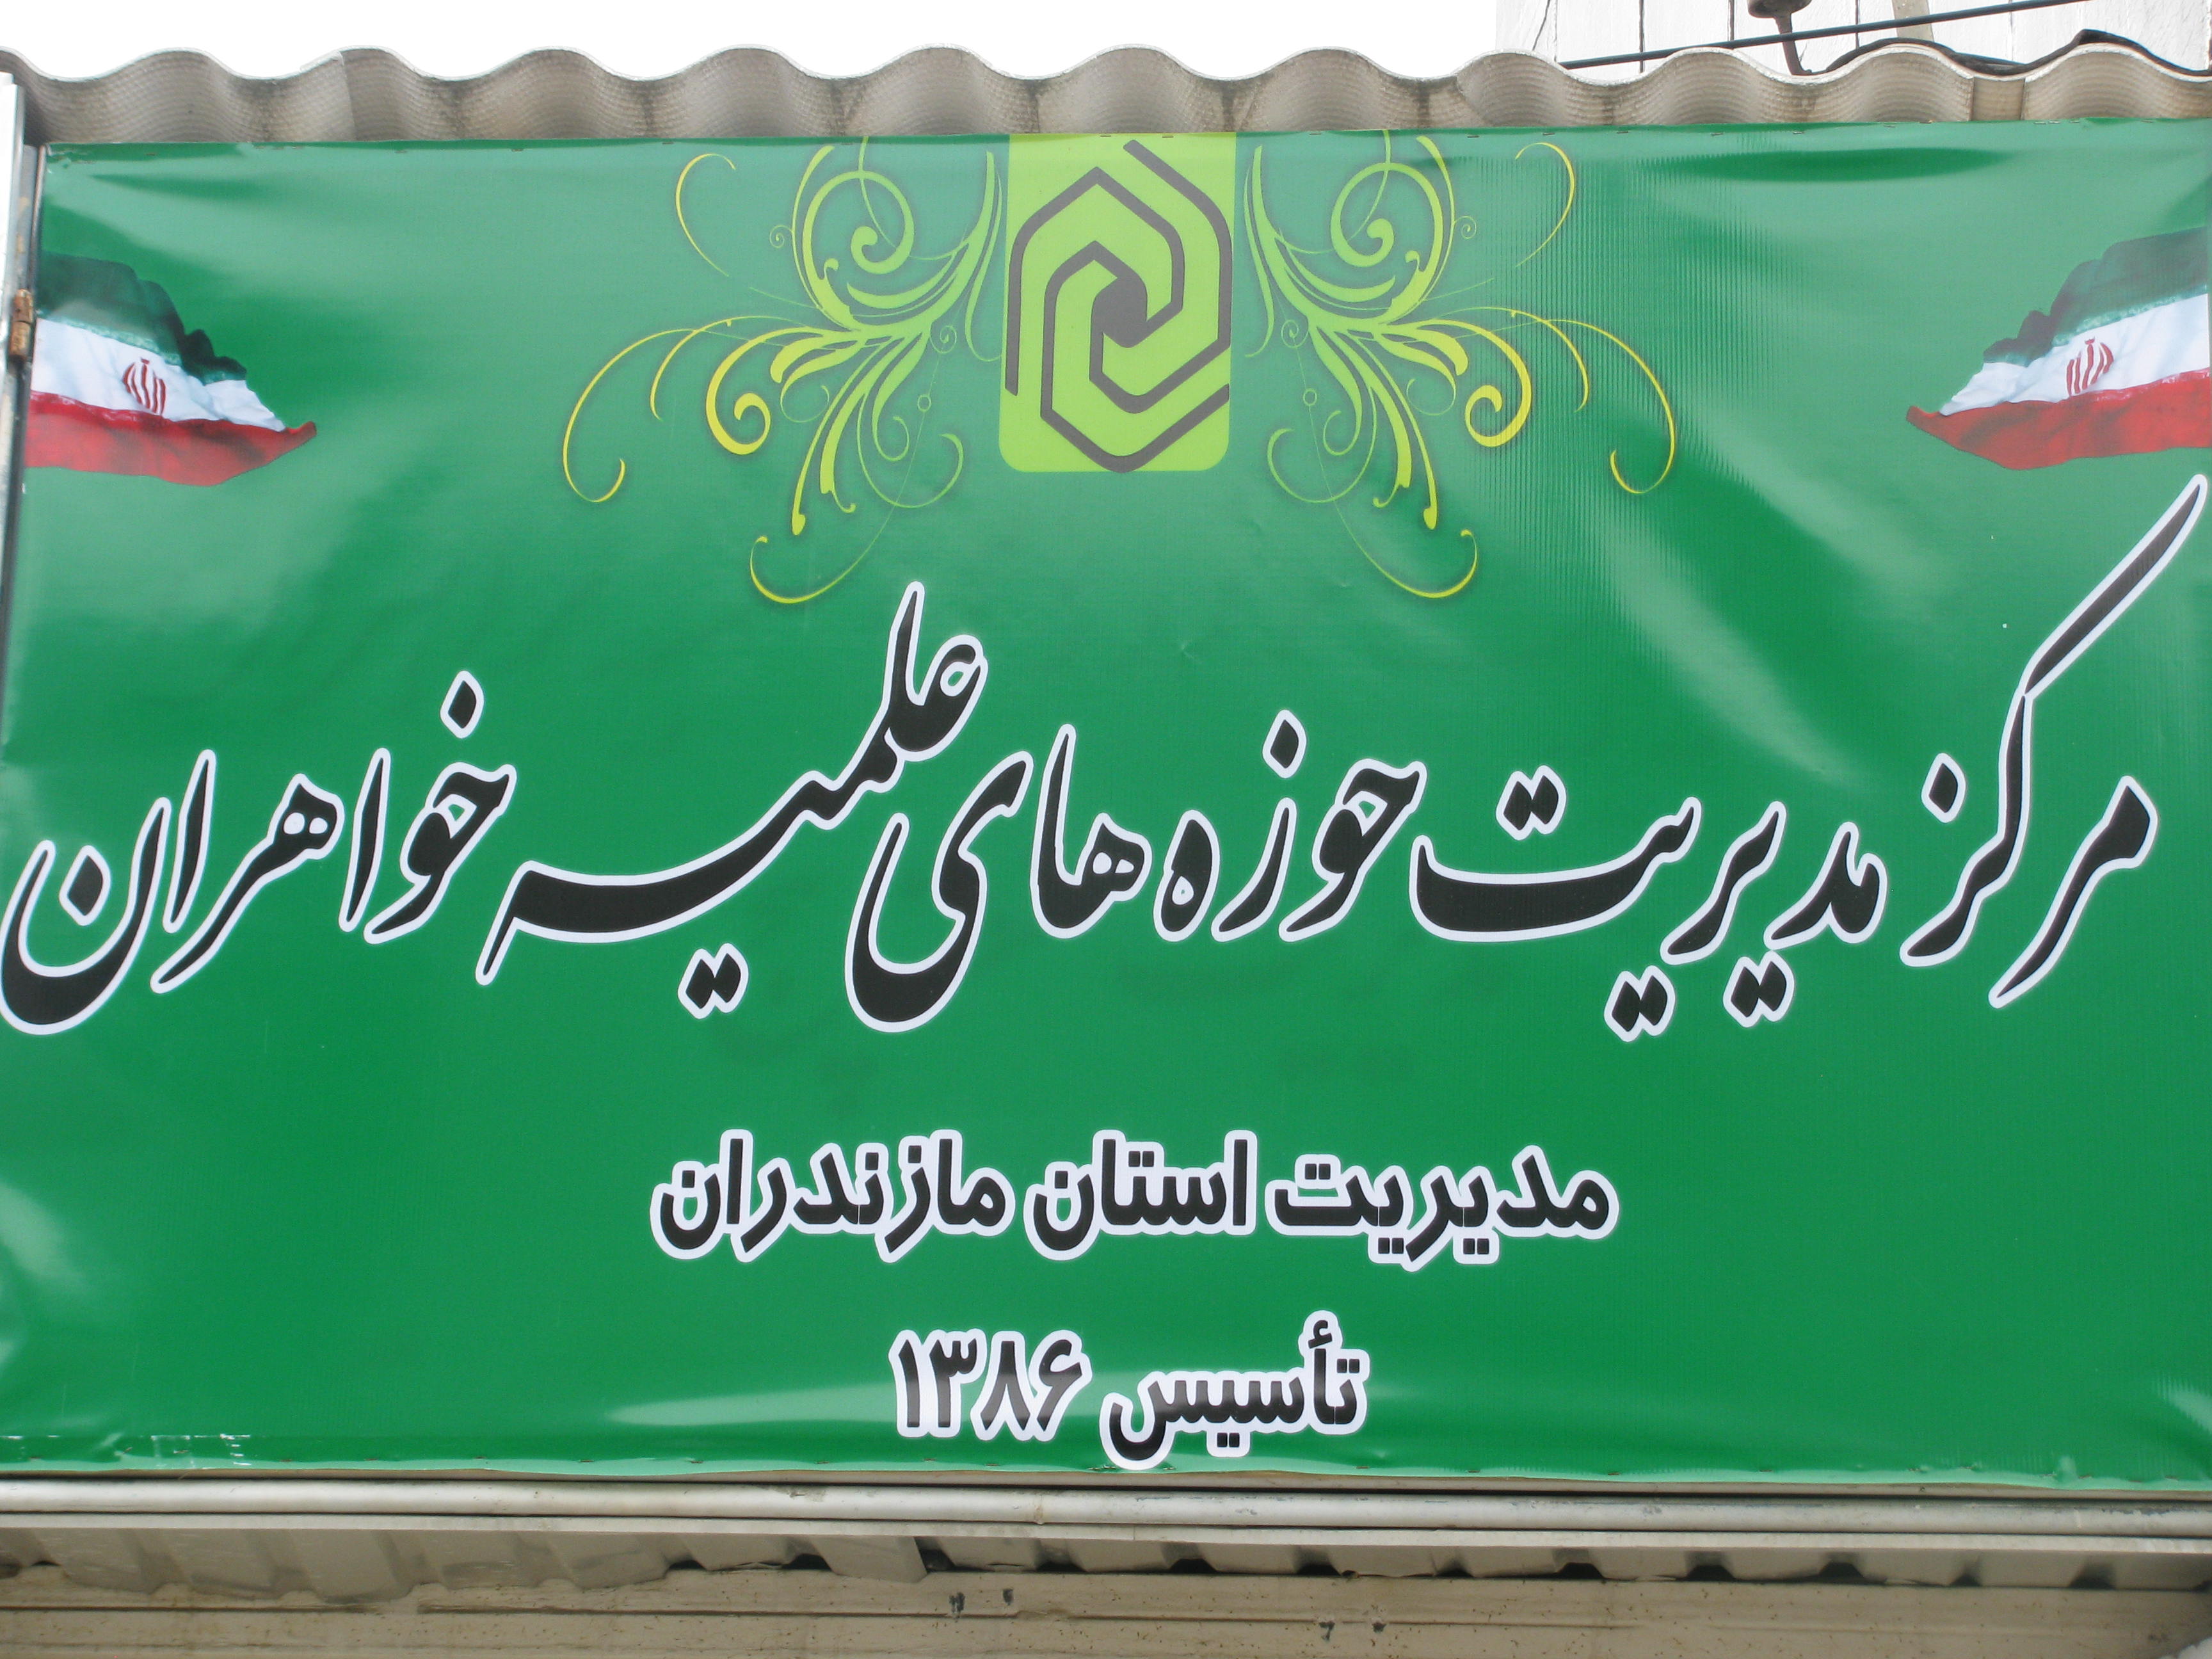 مرکز مدیریت حوزه های علمیه خواهران
مدیریت استان مازندران
تأسیس ۱۳۸۶